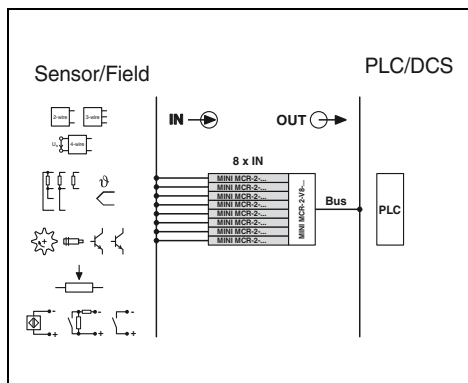 Sensor/Field
PLC/DCS
IN
OUT
2-wire
3-wire
4-wire
8 x IN
MINI MCR-2-...
MINI MCR-2-...
MINI MCR-2-...
MINI MCR-2-...
MINI MCR-2-...
MINI MCR-2-...
MINI MCR-2-...
MINI MCR-2-...
MINI MCR-2-V8-...
Bus
PLC
ϑ
- - -
+ + +